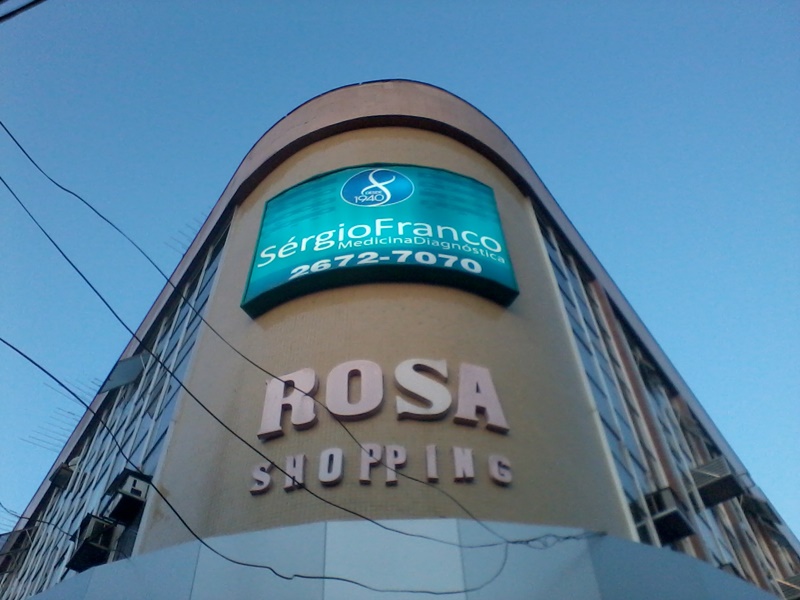 DESDE
1940
SérgioFranco
MedicinaDiagnóstica
2672-7070
ROSA
SHOPPING